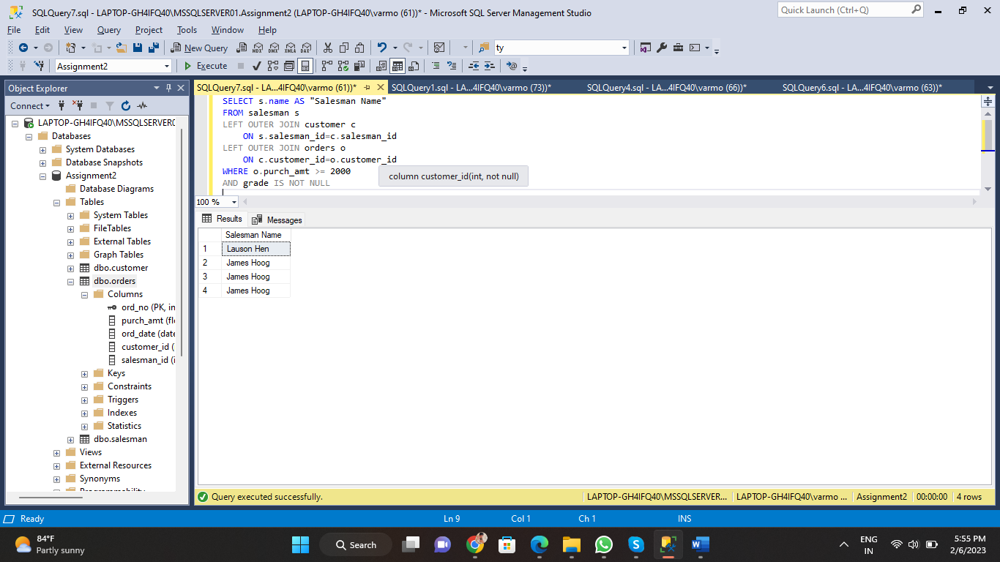 SQLQuery7.sql - LAPTOP-GH4IFQ40\MSSQLSERVER01.Assignment2 (LAPTOP-GH4IFQ40\varmo (61))* - Microsoft SQL Server Management Studio
Quick Launch (Ctrl+Q)
File Edit View Query Project Tools Window Help
New Query MDX DMX XMLA DAX ty
Assignment2 Execute
Object Explorer
Connect
LAPTOP-GH4IFQ40\MSSQLSERVER0
Databases
System Databases
Database Snapshots
Assignment2
Database Diagrams
Tables
System Tables
FileTables
External Tables
Graph Tables
dbo.customer
dbo.orders
Columns
ord_no (PK, in
purch_amt (flo
ord_date (date
customer_id (
salesman_id (i
Keys
Constraints
Triggers
Indexes
Statistics
dbo.salesman
Views
External Resources
Synonyms
Programmability
SQLQuery7.sql - LA...4IFQ40\varmo (61))* SQLQuery1.sql - LA...4IFQ40\varmo (73))* SQLQuery4.sql - LA...4IFQ40\varmo (66))* SQLQuery6.sql - LA...4IFQ40\varmo (63))*
SELECT s.name AS "Salesman Name"
FROM salesman s
LEFT OUTER JOIN customer c
ON s.salesman_id=c.salesman_id
LEFT OUTER JOIN orders o
ON c.customer_id=o.customer_id
WHERE o.purch_amt >= 2000
AND grade IS NOT NULL
column customer_id(int, not null)
100 %
Results Messages
Salesman Name
1 Lauson Hen
2 James Hoog
3 James Hoog
4 James Hoog
Query executed successfully. LAPTOP-GH4IFQ40\MSSQLSERVER... LAPTOP-GH4IFQ40\varmo ... Assignment2 00:00:00 4 rows
Ready Ln 9 Col 1 Ch 1 INS
84°F
Partly sunny
Search
ENG
IN
5:55 PM
2/6/2023